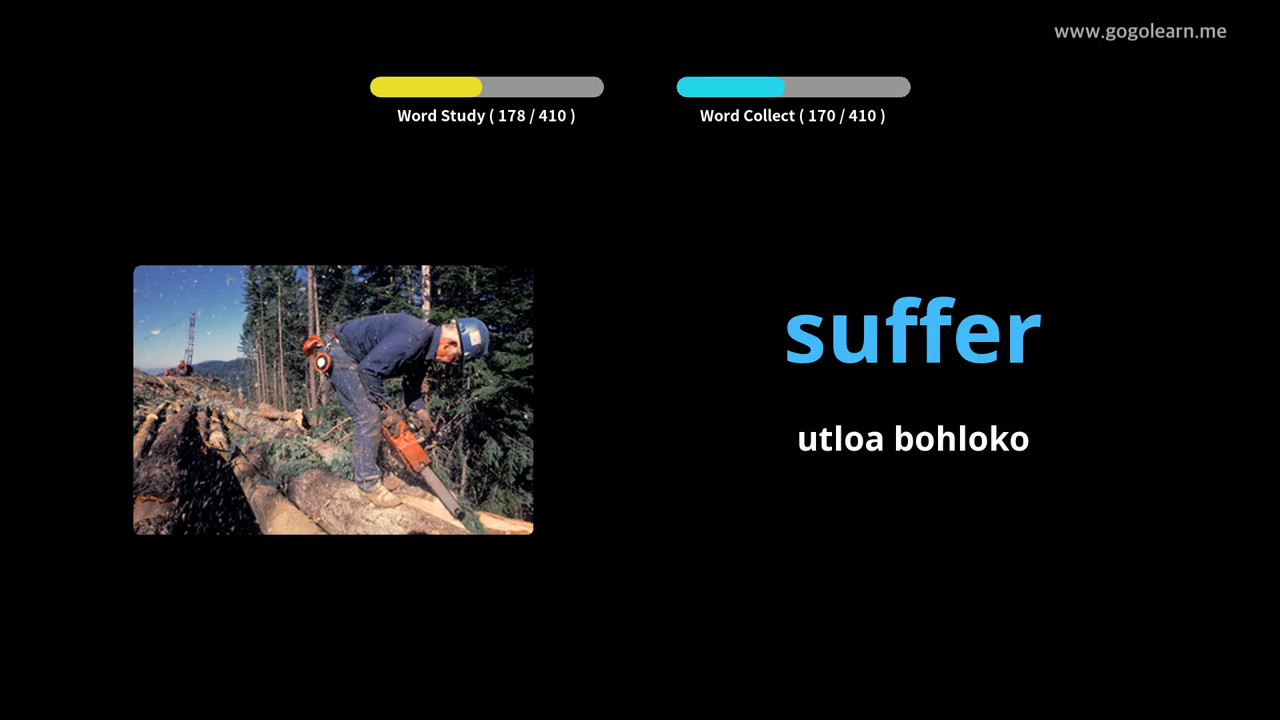 www.gogolearn.me
Word Study ( 178 / 410 )
Word Collect ( 170 / 410 )
suffer
utloa bohloko